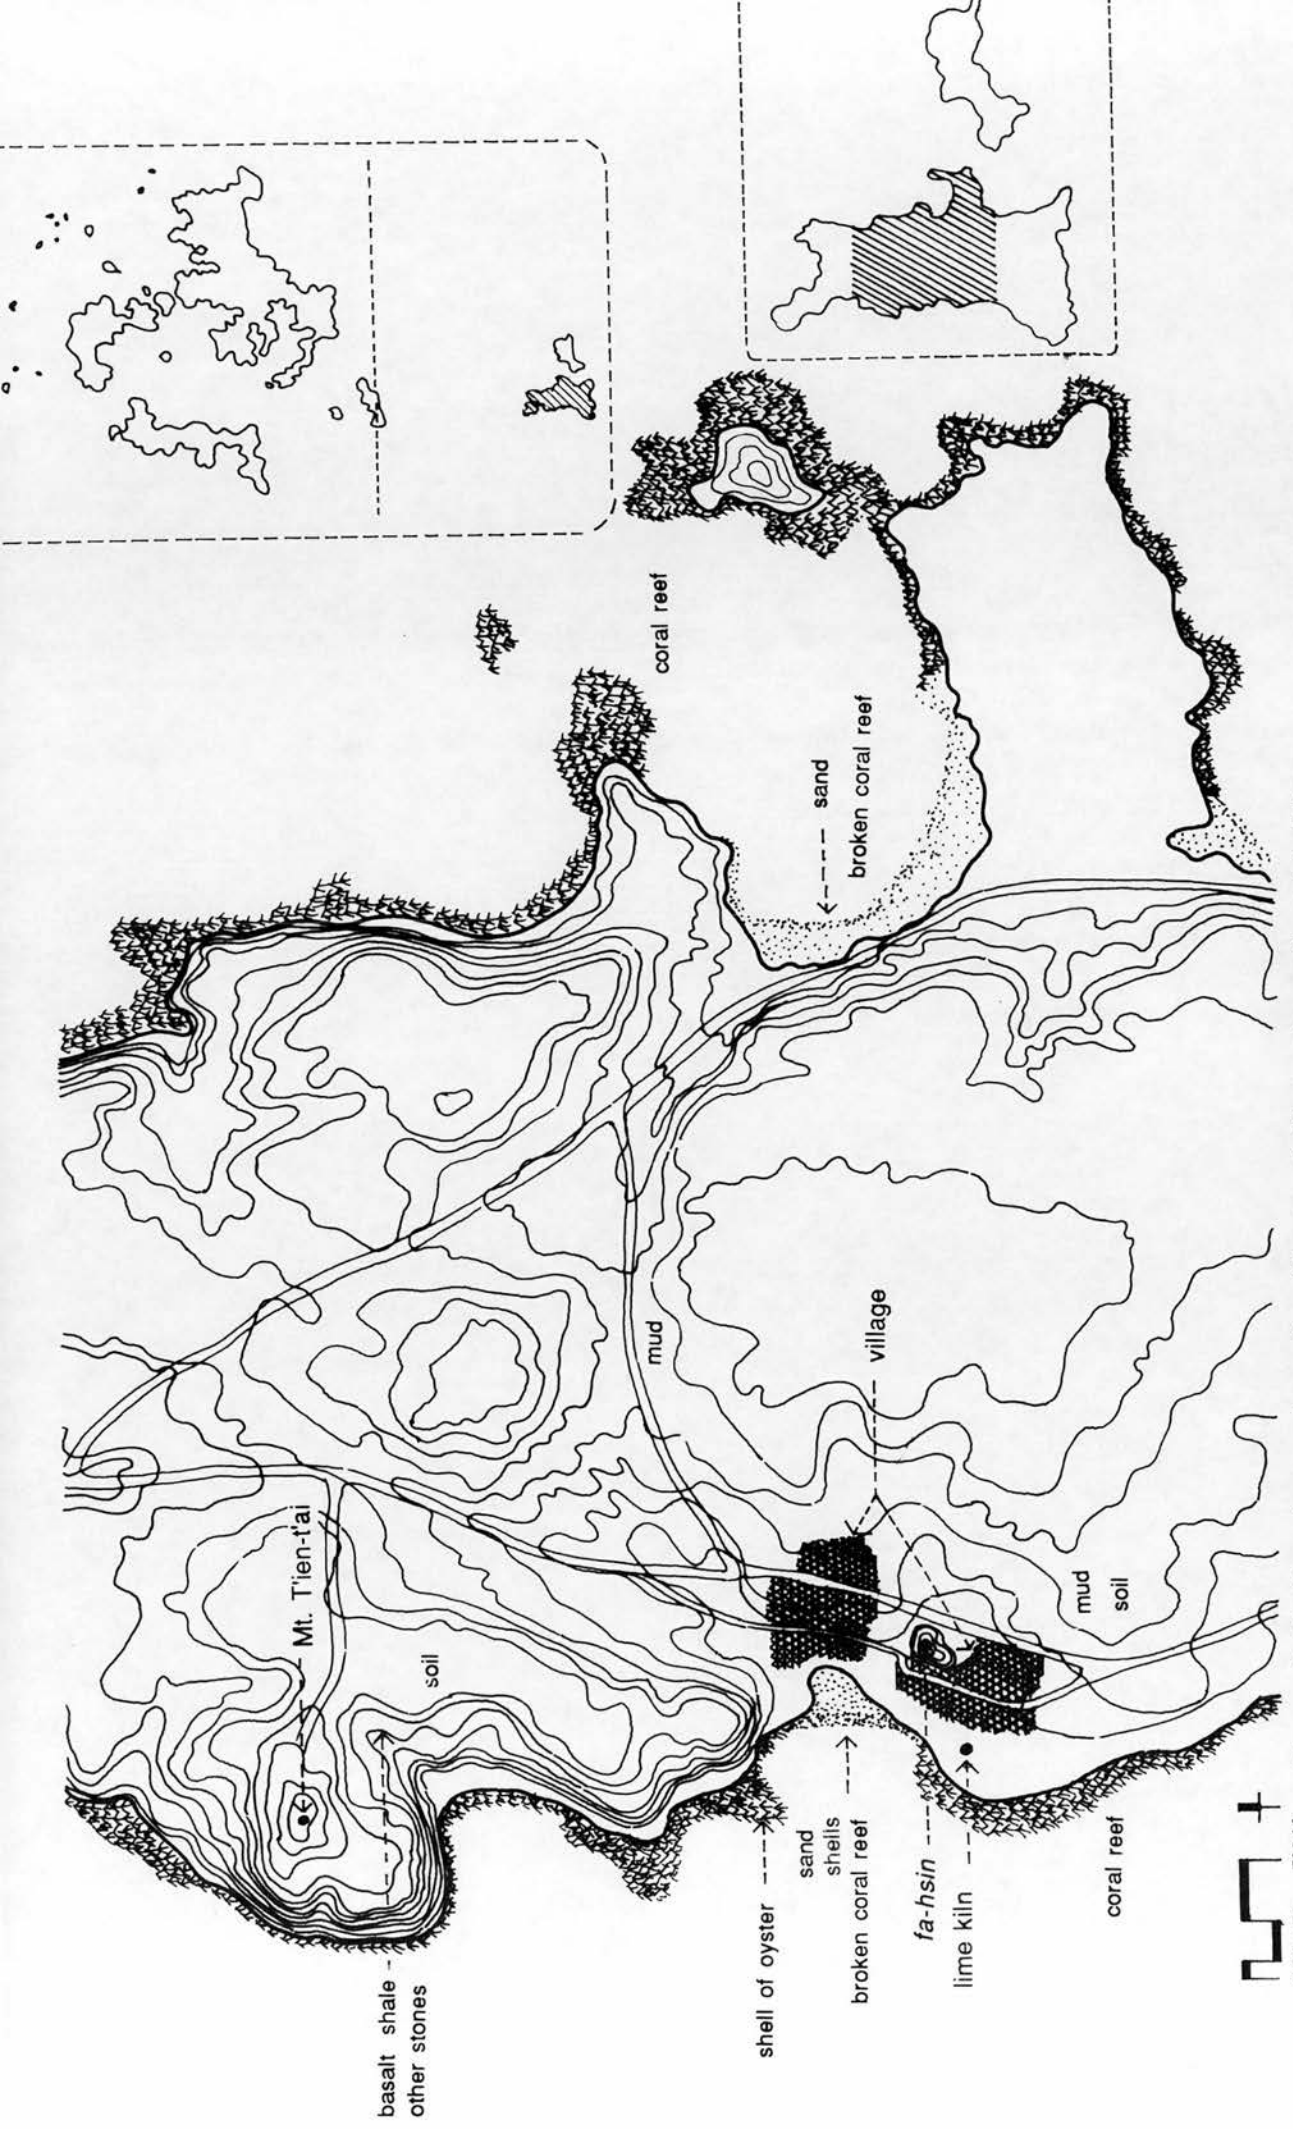 coral reef
sand
broken coral reef
village
mud
Mt. T'ien-t'ai
soil
mud
soil
basalt shale
other stones
shell of oyster
sand
shells
broken coral reef
fa-hsin
lime kiln
coral reef